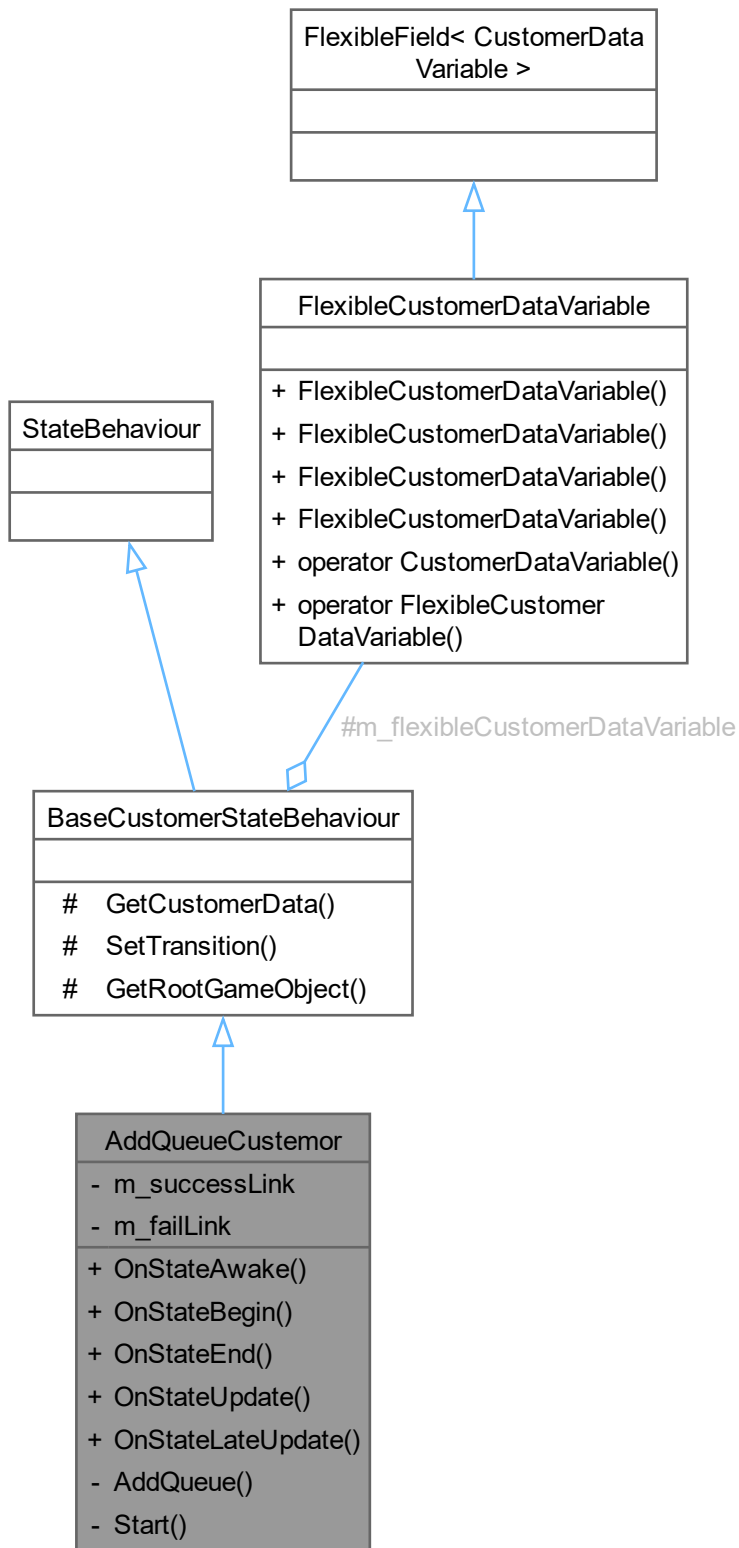 FlexibleField< CustomerData
Variable >
FlexibleCustomerDataVariable
+ FlexibleCustomerDataVariable()
+ FlexibleCustomerDataVariable()
+ FlexibleCustomerDataVariable()
+ FlexibleCustomerDataVariable()
+ operator CustomerDataVariable()
+ operator FlexibleCustomer
DataVariable()
StateBehaviour
#m_flexibleCustomerDataVariable
BaseCustomerStateBehaviour
# GetCustomerData()
# SetTransition()
# GetRootGameObject()
AddQueueCustemor
- m_successLink
- m_failLink
+ OnStateAwake()
+ OnStateBegin()
+ OnStateEnd()
+ OnStateUpdate()
+ OnStateLateUpdate()
- AddQueue()
- Start()